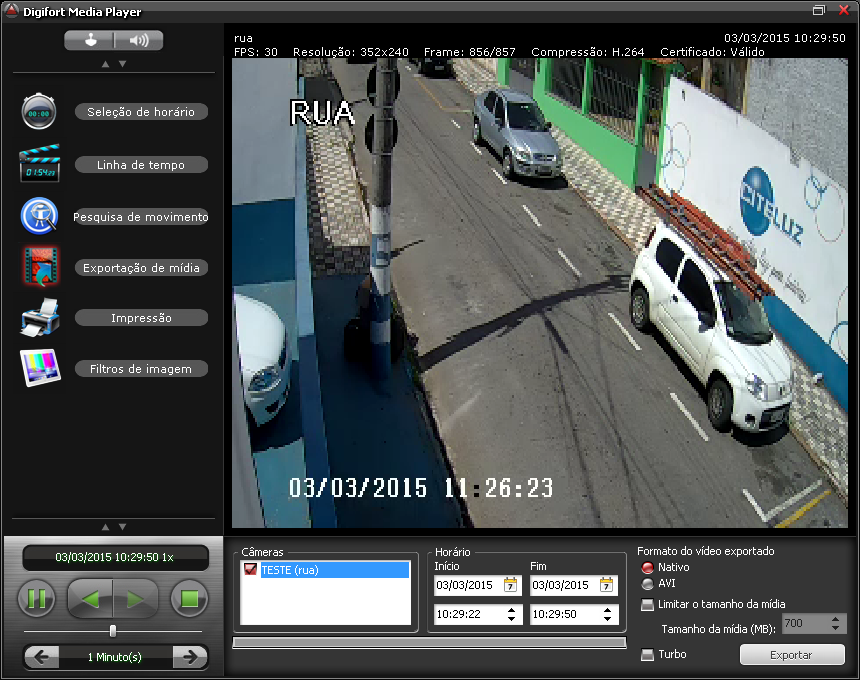 Digifort Media Player
rua
03/03/2015 10:29:50
FPS: 30 Resolução: 352x240 Frame: 856/857 Compressão: H.264 Certificado: Válido
RUA
CITELUZ
03/03/2015 11:26:23
00:00
Seleção de horário
Linha de tempo
Pesquisa de movimento
Exportação de mídia
Impressão
Filtros de imagem
03/03/2015 10:29:50 1x
1 Minuto(s)
Câmeras
TESTE (rua)
Horário
Início
Fim
03/03/2015
7
03/03/2015
7
10:29:22
10:29:50
Formato do vídeo exportado
Nativo
AVI
Limitar o tamanho da mídia
Tamanho da mídia (MB): 700
Turbo
Exportar